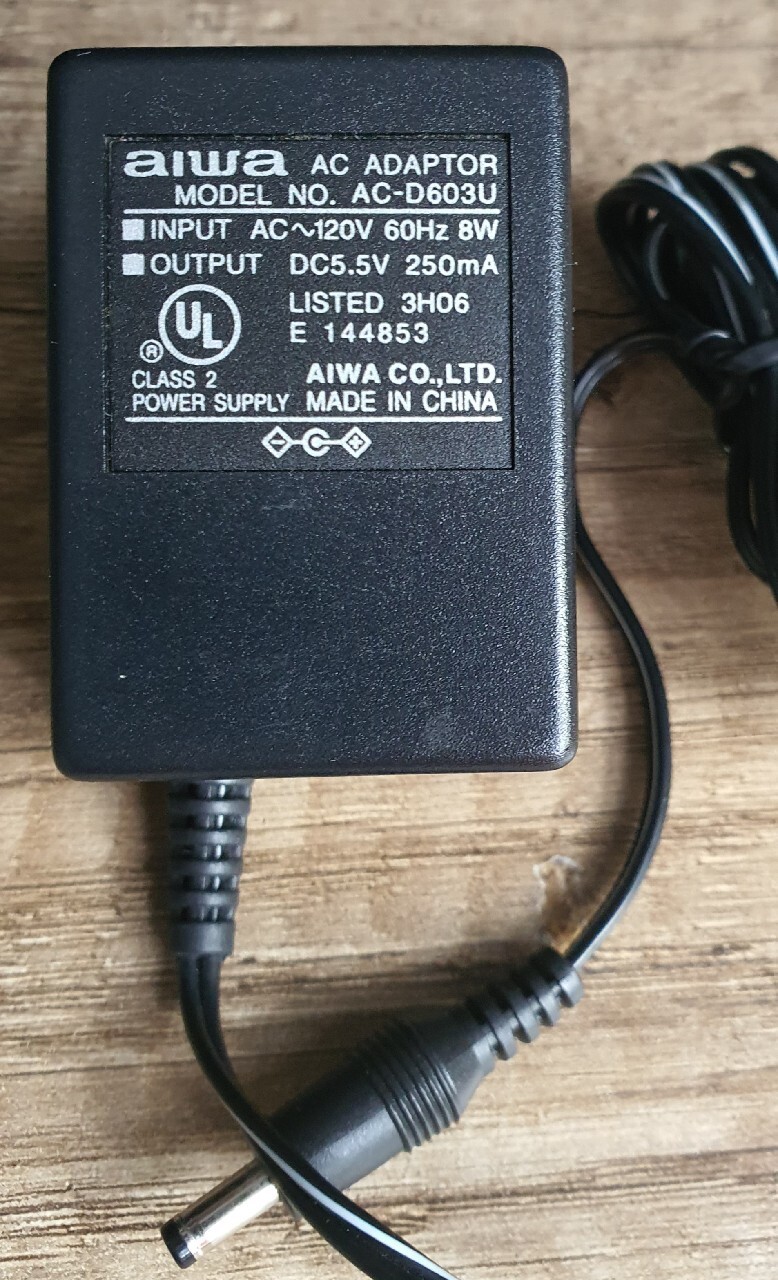 aiwa AC ADAPTOR
MODEL NO. AC-D603U
INPUT AC～120V 60Hz 8W
OUTPUT DC5.5V 250mA
UL LISTED 3H06
® E 144853
CLASS 2 AIWA CO.,LTD.
POWER SUPPLY MADE IN CHINA